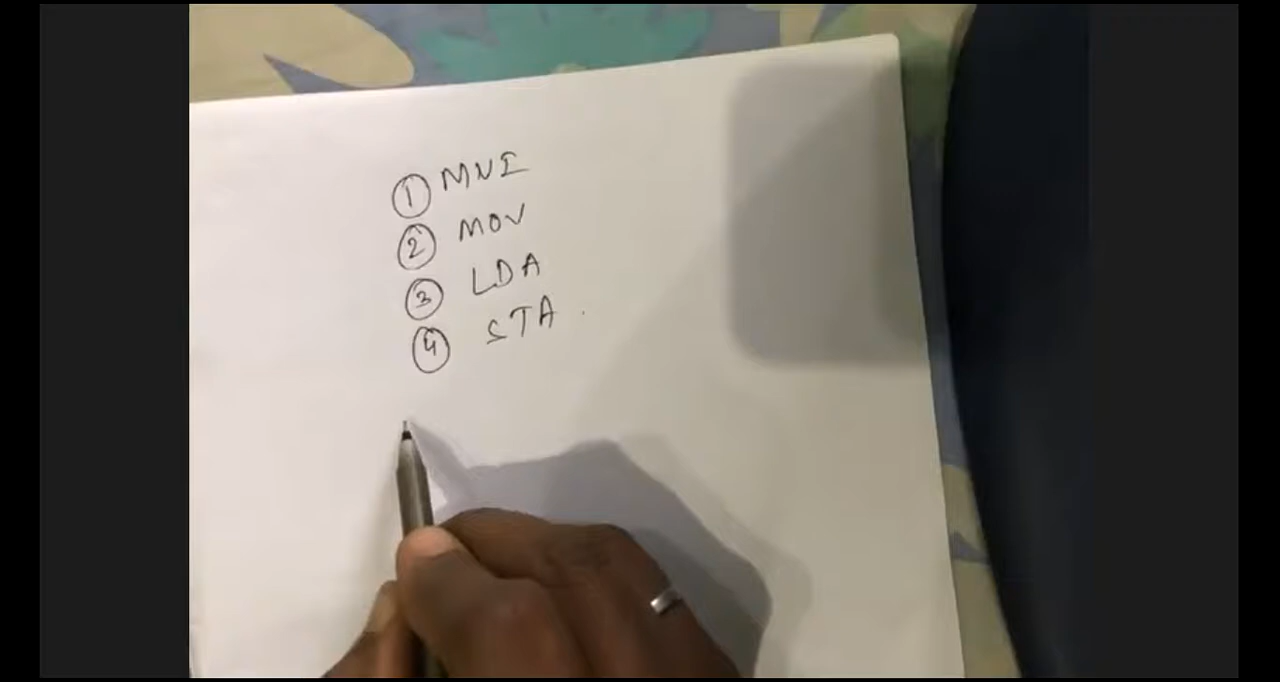 ① MVI
② MOV
③ LDA
④ STA.